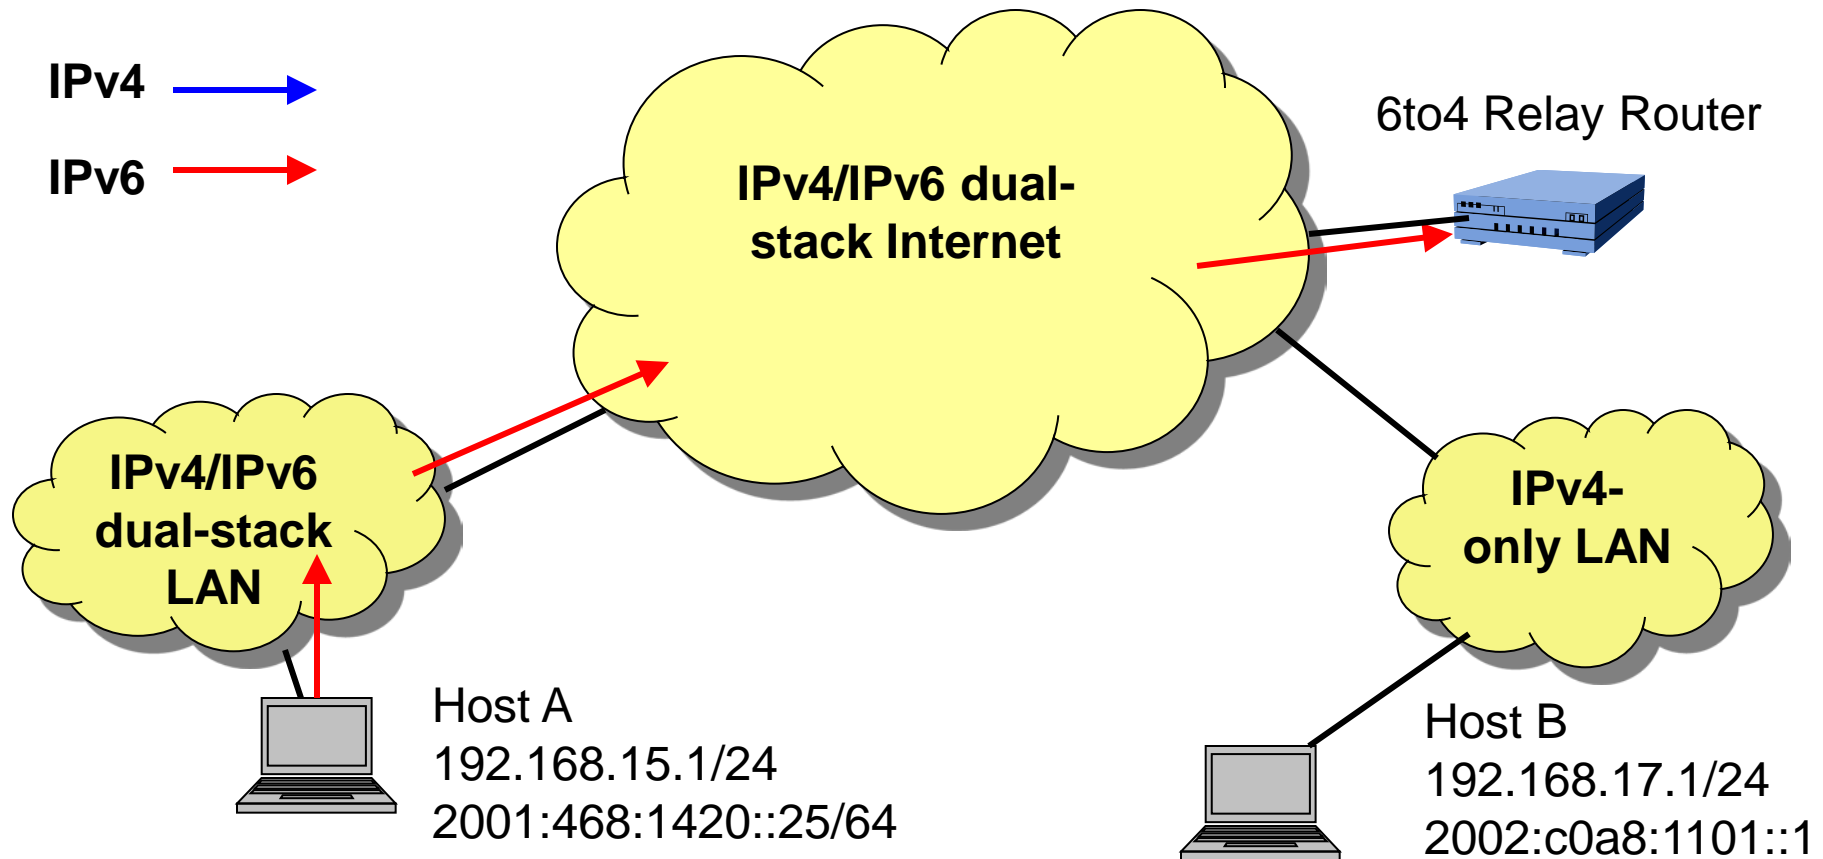 IPv4
IPv6
IPv4/IPv6 dual-
stack Internet
6to4 Relay Router
IPv4/IPv6
dual-stack
LAN
IPv4-
only LAN
Host A
192.168.15.1/24
2001:468:1420::25/64
Host B
192.168.17.1/24
2002:c0a8:1101::1